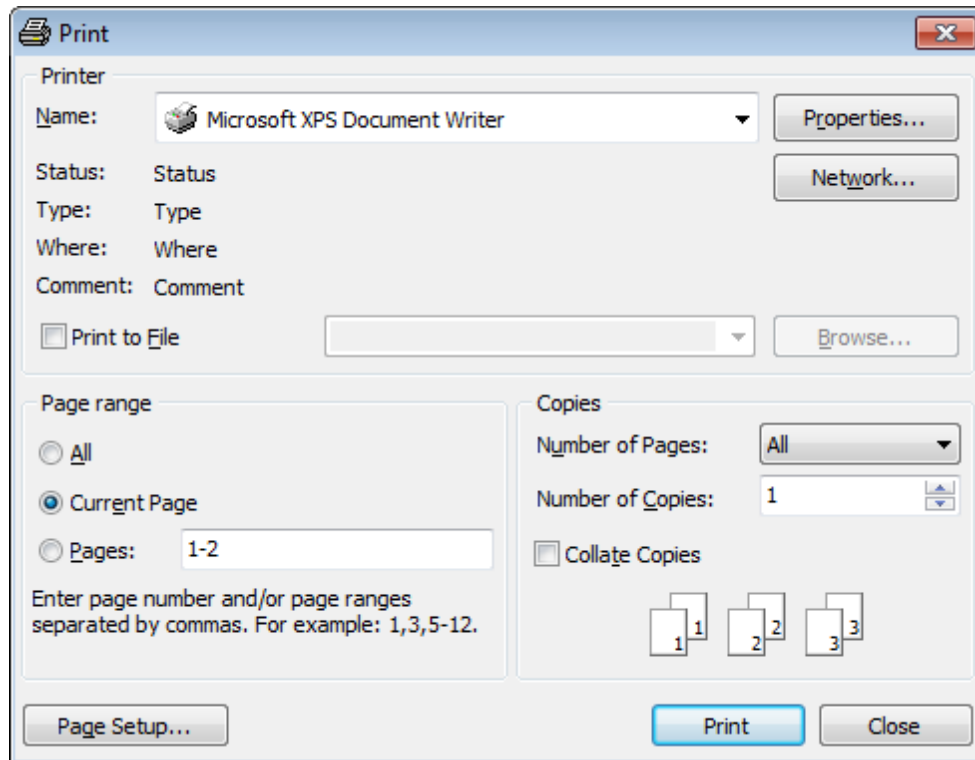 Print
Printer
Name: Microsoft XPS Document Writer Properties...
Status: Status Network...
Type: Type
Where: Where
Comment: Comment
Print to File Browse...
Page range
All
Current Page
Pages: 1-2
Enter page number and/or page ranges
separated by commas. For example: 1,3,5-12.
Copies
Number of Pages: All
Number of Copies: 1
Collate Copies
1 1 2 2 3 3
Page Setup... Print Close